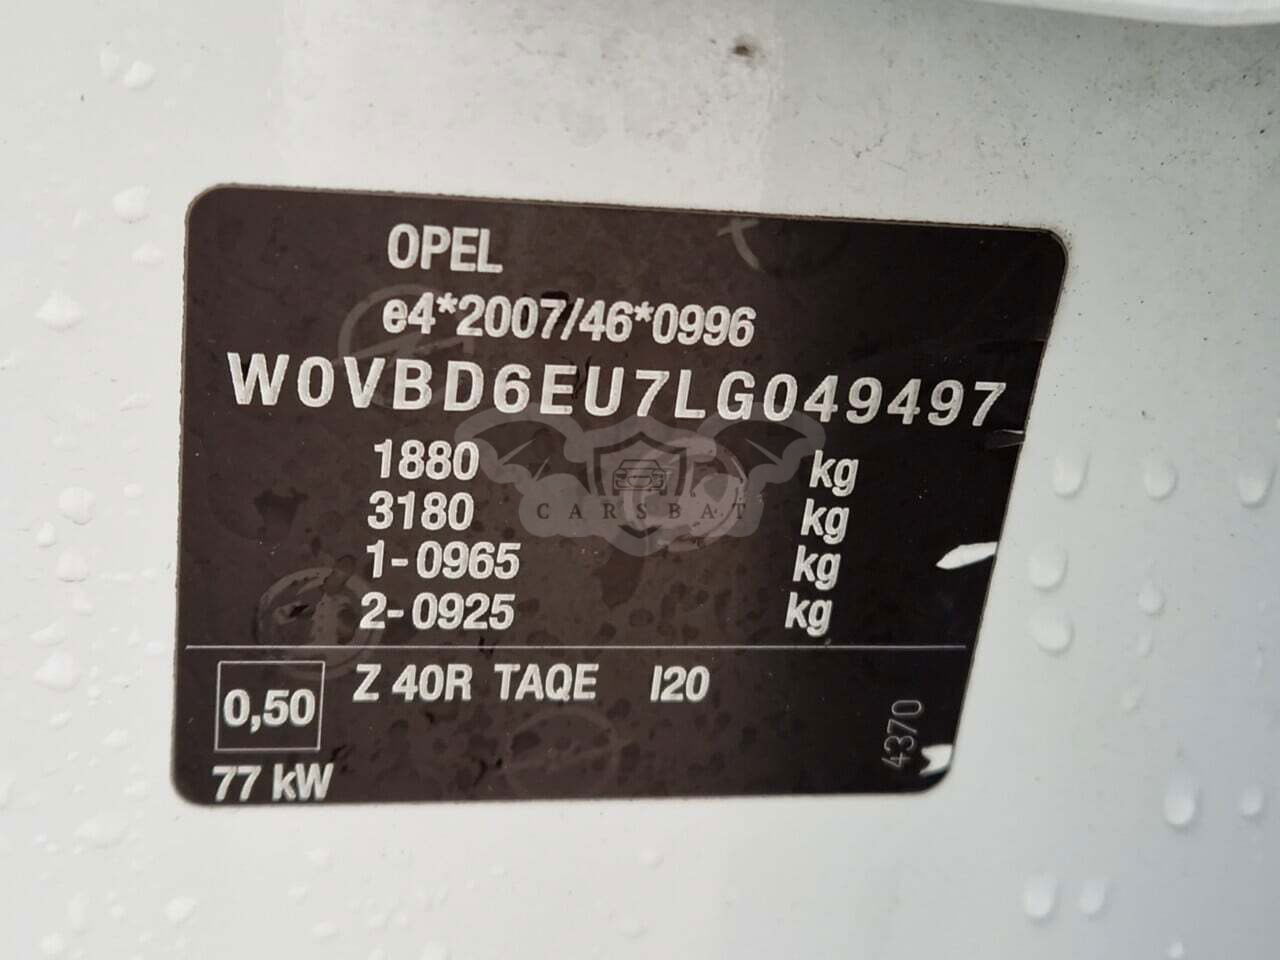 OPEL
e4*2007/46*0996
W0VBD6EU7LG049497
1880 kg
3180 kg
1-0965 kg
2-0925 kg
0,50 Z 40R TAQE I20
77 kW
4370
CARSBAT